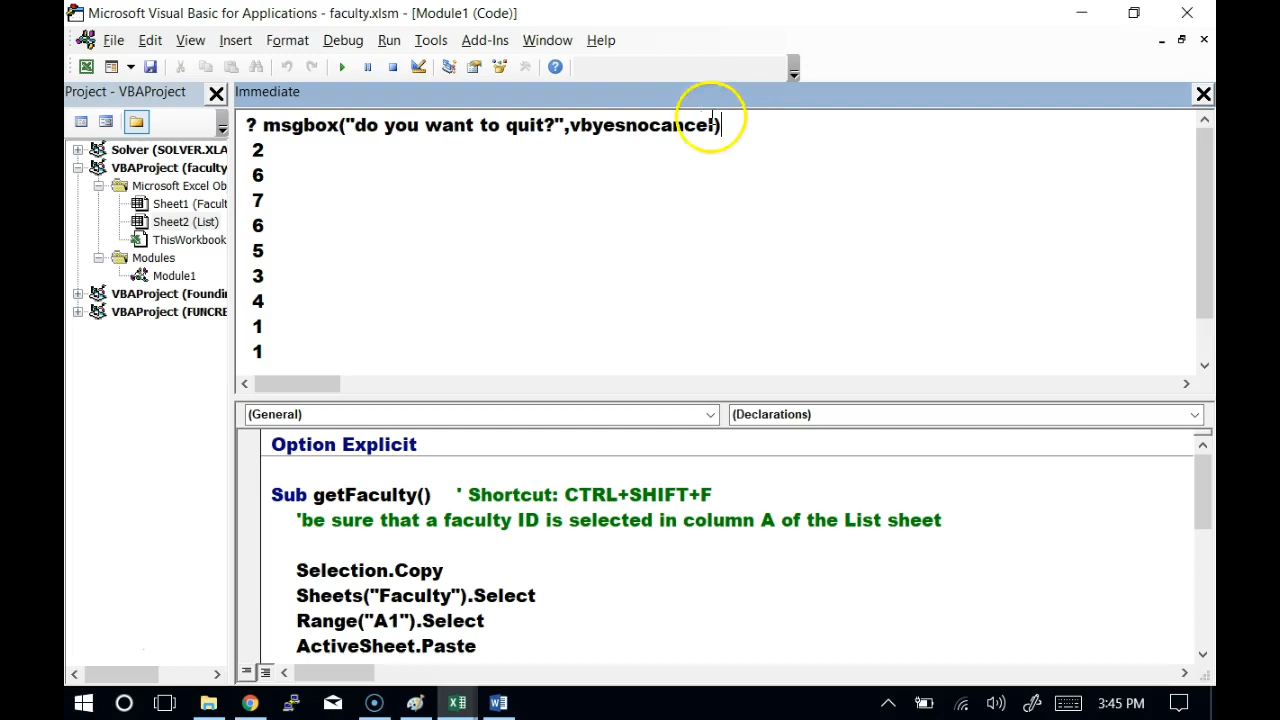 Microsoft Visual Basic for Applications - faculty.xlsm - [Module1 (Code)]
File Edit View Insert Format Debug Run Tools Add-Ins Window Help
Project - VBAProject
Immediate
? msgbox("do you want to quit?",vbyesnocancel)
2
6
7
6
5
3
4
1
1
Solver (SOLVER.XLA
VBAProject (faculty
Microsoft Excel Ob
Sheet1 (Facult
Sheet2 (List)
ThisWorkbook
Modules
Module1
VBAProject (Foundin
VBAProject (FUNCRE
(General)
(Declarations)
Option Explicit
Sub getFaculty() ' Shortcut: CTRL+SHIFT+F
'be sure that a faculty ID is selected in column A of the List sheet
Selection.Copy
Sheets("Faculty").Select
Range("A1").Select
ActiveSheet.Paste
3:45 PM